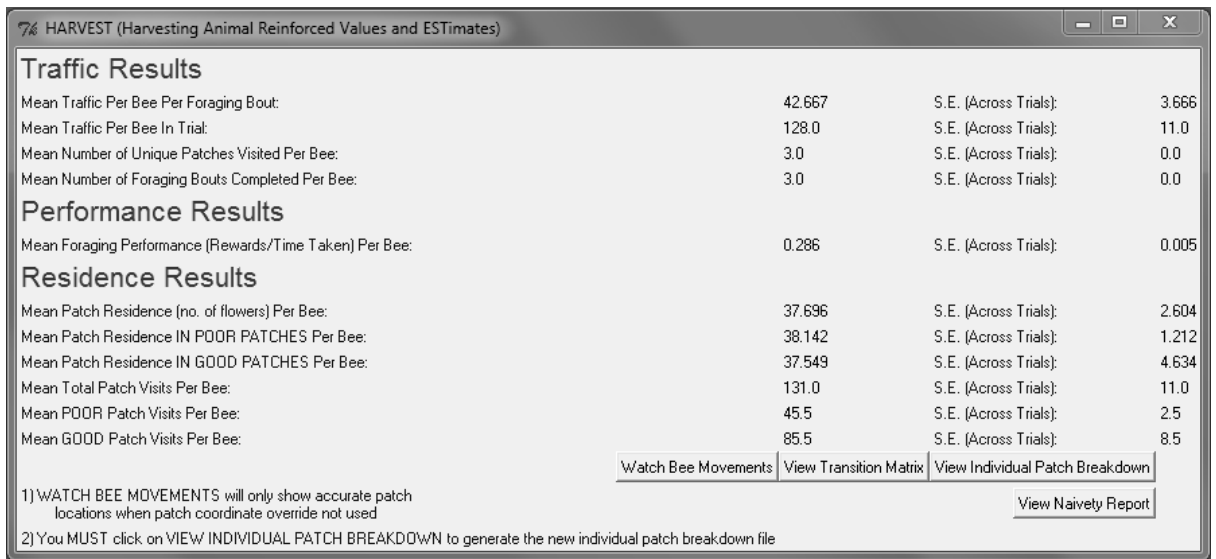 HARVEST (Harvesting Animal Reinforced Values and ESTimates)
Traffic Results
Mean Traffic Per Bee Per Foraging Bout: 42.667 S.E. (Across Trials): 3.666
Mean Traffic Per Bee In Trial: 128.0 S.E. (Across Trials): 11.0
Mean Number of Unique Patches Visited Per Bee: 3.0 S.E. (Across Trials): 0.0
Mean Number of Foraging Bouts Completed Per Bee: 3.0 S.E. (Across Trials): 0.0
Performance Results
Mean Foraging Performance (Rewards/Time Taken) Per Bee: 0.286 S.E. (Across Trials): 0.005
Residence Results
Mean Patch Residence (no. of flowers) Per Bee: 37.696 S.E. (Across Trials): 2.604
Mean Patch Residence IN POOR PATCHES Per Bee: 38.142 S.E. (Across Trials): 1.212
Mean Patch Residence IN GOOD PATCHES Per Bee: 37.549 S.E. (Across Trials): 4.634
Mean Total Patch Visits Per Bee: 131.0 S.E. (Across Trials): 11.0
Mean POOR Patch Visits Per Bee: 45.5 S.E. (Across Trials): 2.5
Mean GOOD Patch Visits Per Bee: 85.5 S.E. (Across Trials): 8.5
Watch Bee Movements View Transition Matrix View Individual Patch Breakdown
1) WATCH BEE MOVEMENTS will only show accurate patch
locations when patch coordinate override not used
View Naivety Report
2) You MUST click on VIEW INDIVIDUAL PATCH BREAKDOWN to generate the new individual patch breakdown file